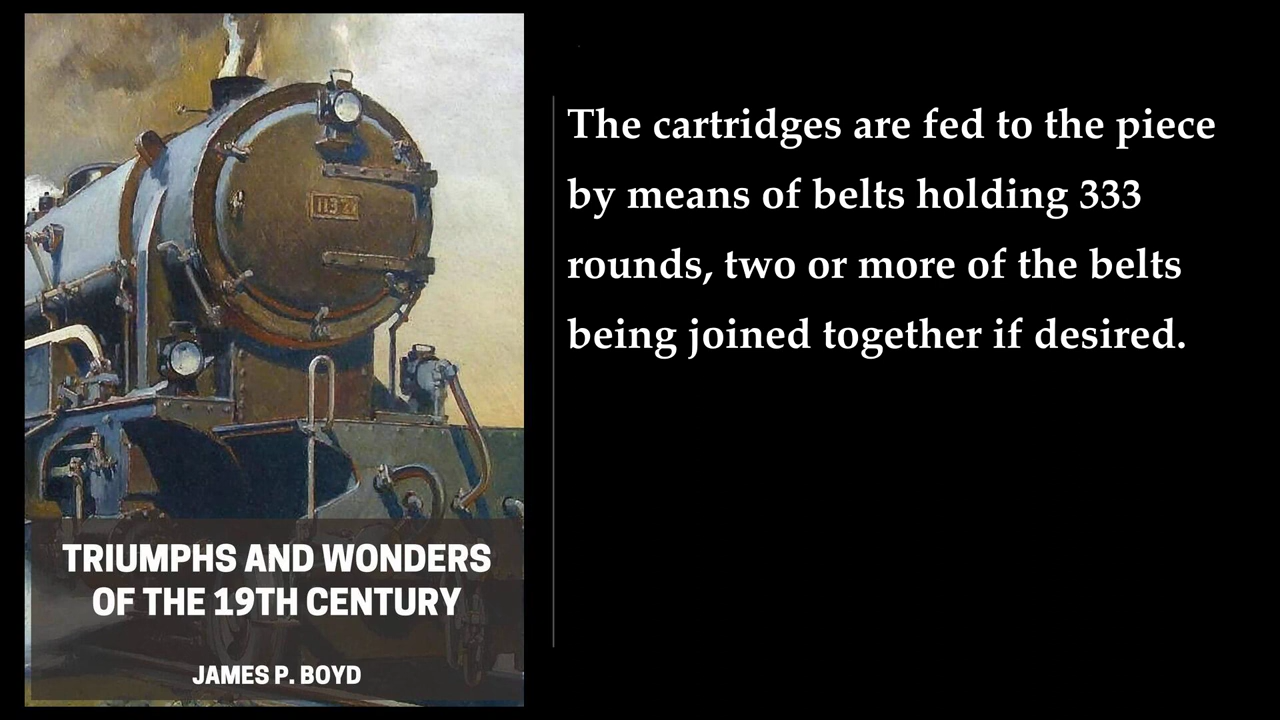 1132
TRIUMPHS AND WONDERS
OF THE 19TH CENTURY
JAMES P. BOYD
The cartridges are fed to the piece
by means of belts holding 333
rounds, two or more of the belts
being joined together if desired.